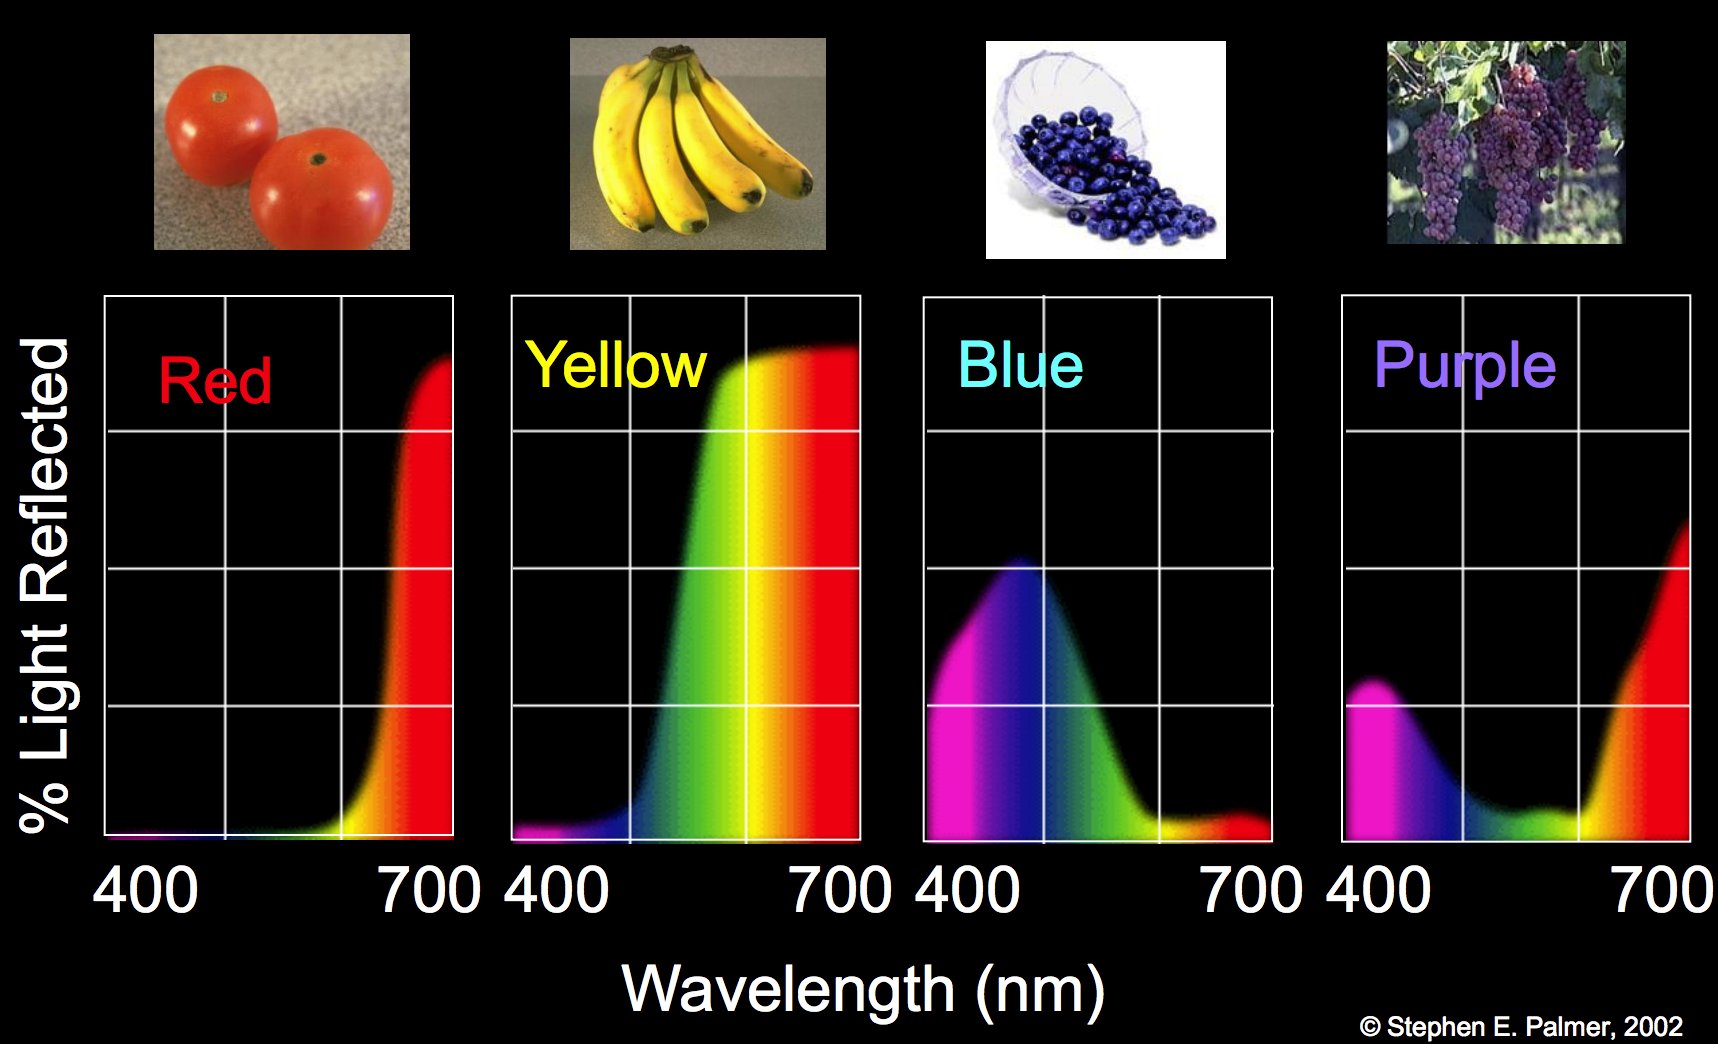 Red
Yellow
Blue
Purple
% Light Reflected
400 700 400 700 400 700 400 700
Wavelength (nm)
© Stephen E. Palmer, 2002